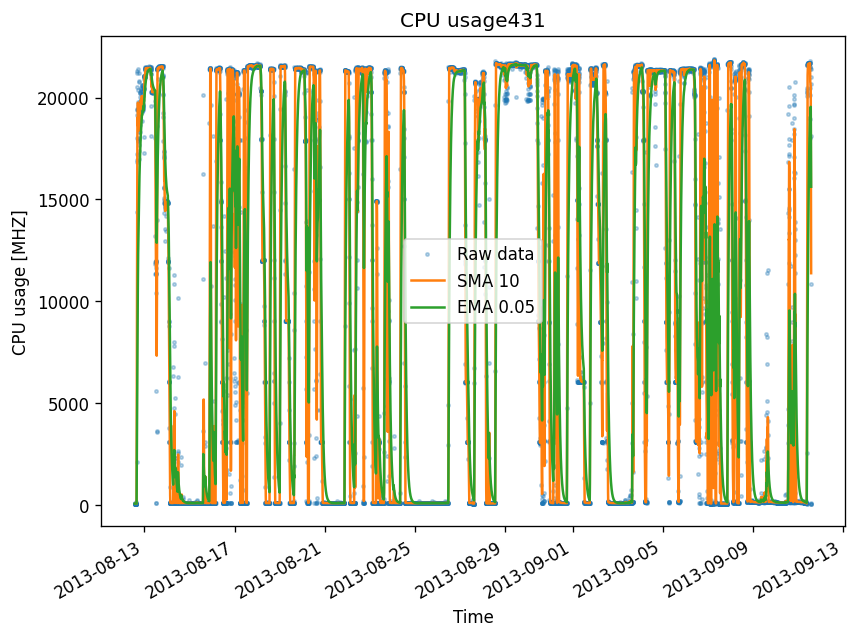 CPU usage431
CPU usage [MHZ]
20000
15000
10000
5000
0
Raw data
SMA 10
EMA 0.05
2013-08-13
2013-08-17
2013-08-21
2013-08-25
2013-08-29
2013-09-01
2013-09-05
2013-09-09
2013-09-13
Time